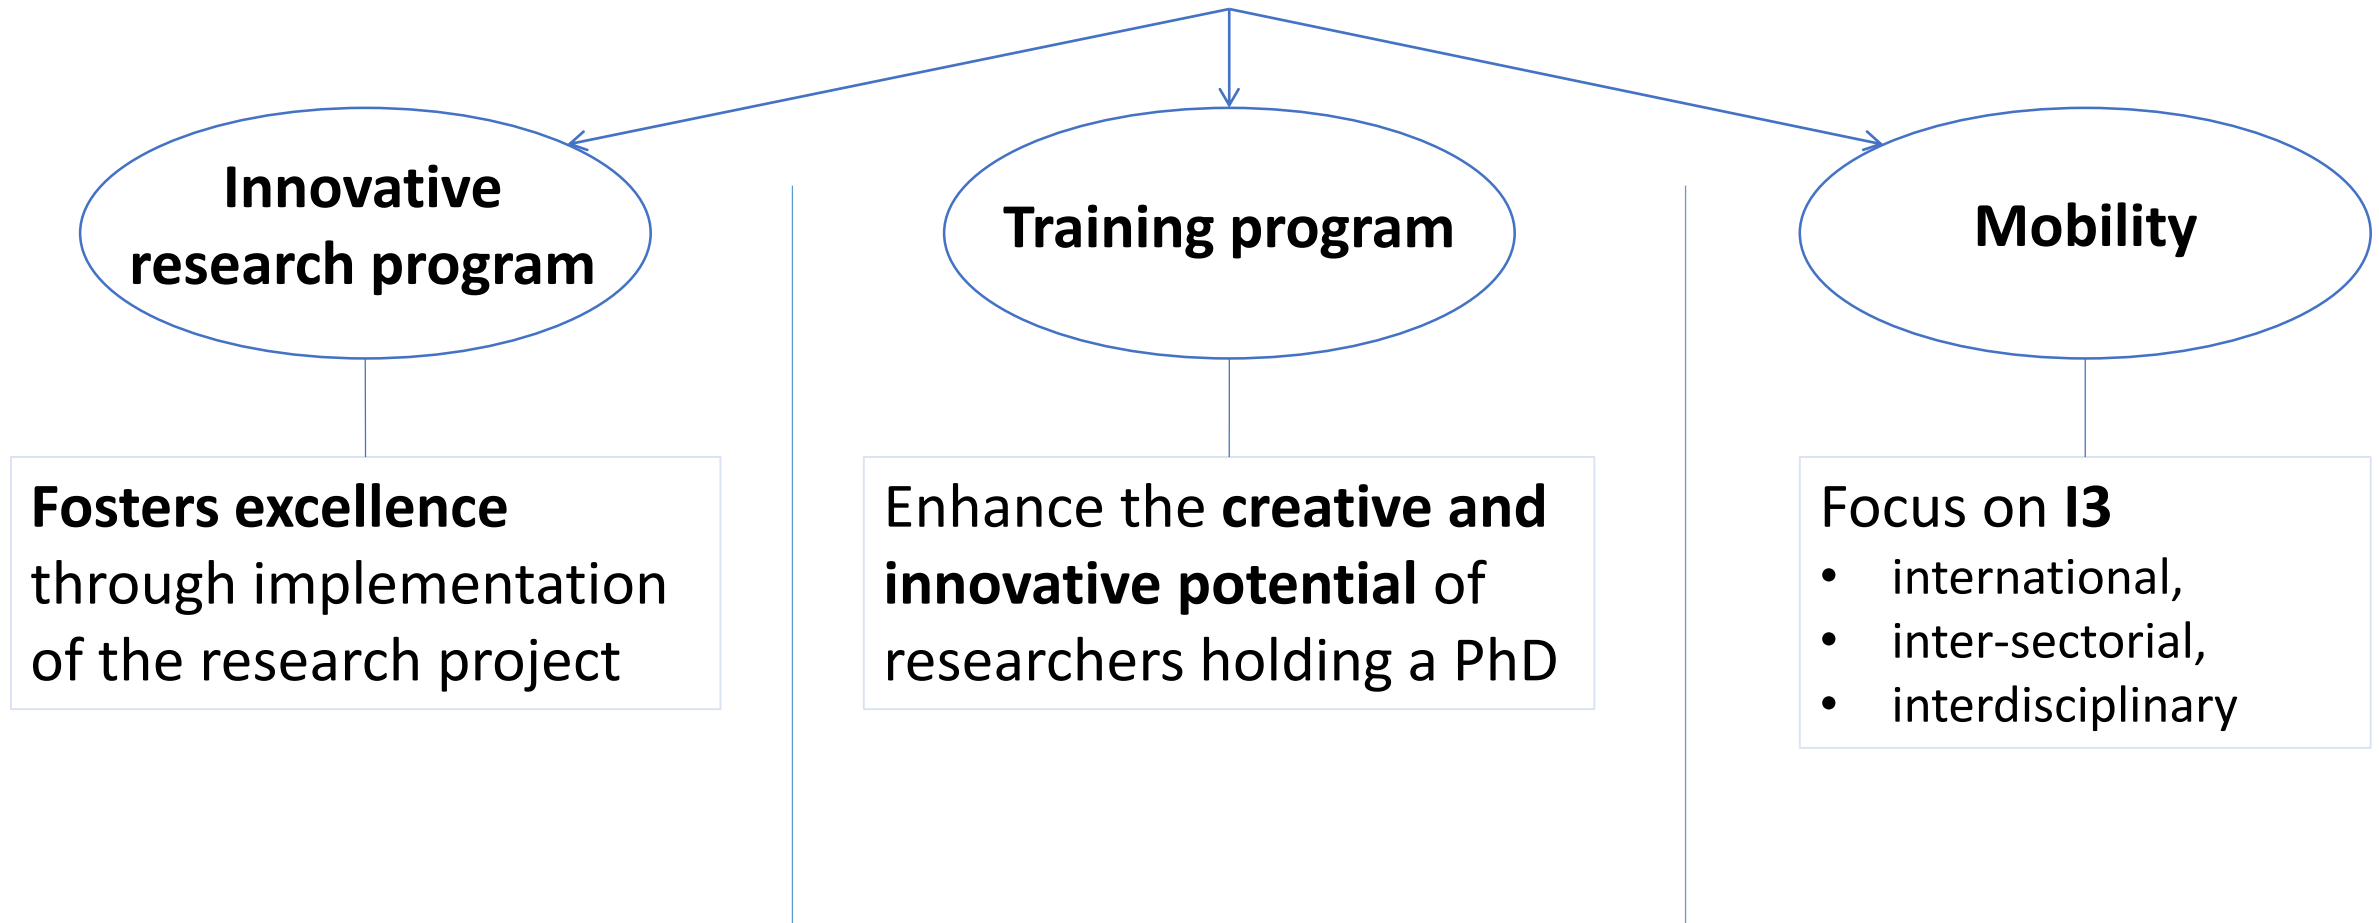 Innovative
research program
Training program
Mobility
Fosters excellence
through implementation
of the research project
Enhance the creative and
innovative potential of
researchers holding a PhD
Focus on I3
• international,
• inter-sectorial,
• interdisciplinary